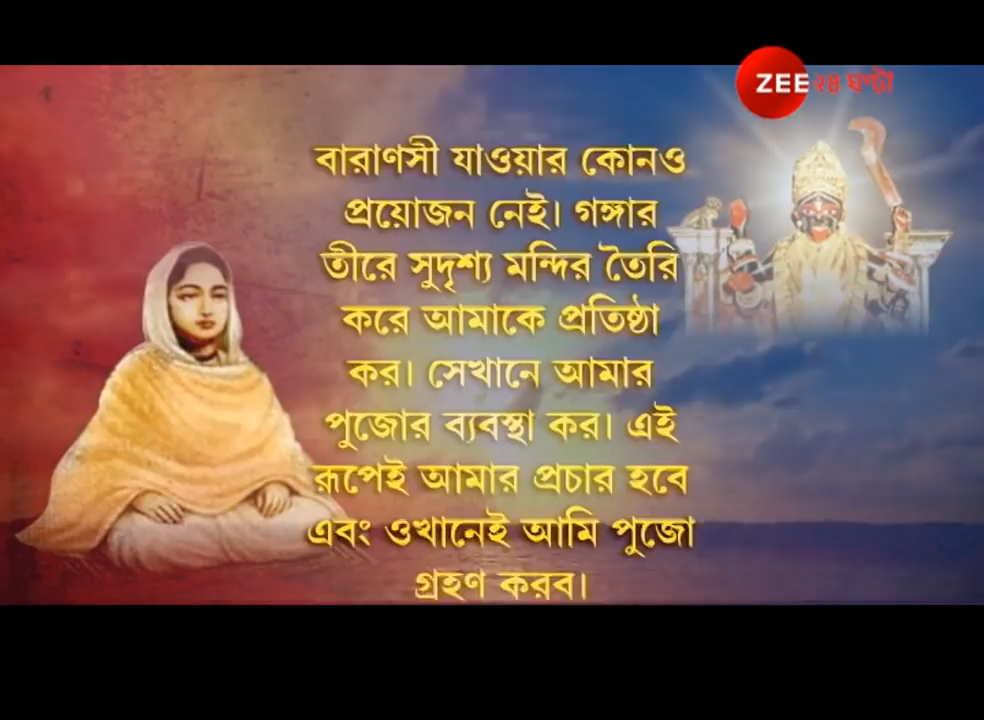 ZEE ২৪ ঘণ্টা
বারাণসী যাওয়ার কোনও
প্রয়োজন নেই। গঙ্গার
তীরে সুদৃশ্য মন্দির তৈরি
করে আমাকে প্রতিষ্ঠা
কর। সেখানে আমার
পুজোর ব্যবস্থা কর। এই
রূপেই আমার প্রচার হবে
এবং ওখানেই আমি পুজো
গ্রহণ করব।